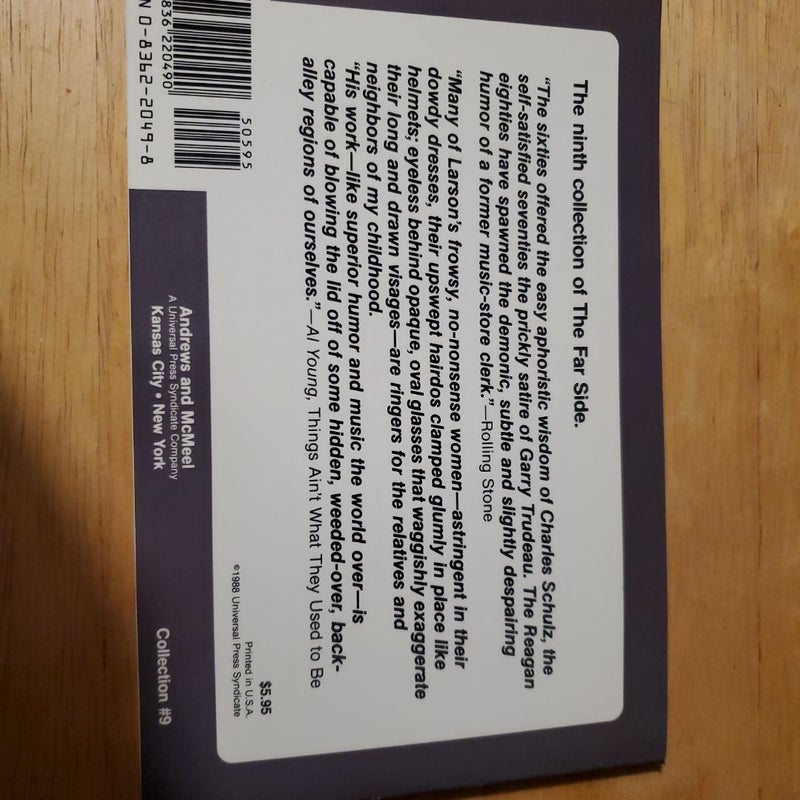 The ninth collection of The Far Side.
“The sixties offered the easy aphoristic wisdom of Charles Schulz, the
self-satisfied seventies the prickly satire of Garry Trudeau. The Reagan
eighties have spawned the demonic, subtle and slightly despairing
humor of a former music-store clerk.”—Rolling Stone
“Many of Larson’s frowsy, no-nonsense women—astringent in their
dowdy dresses, their upswept hairdos clamped glumly in place like
helmets; eyeless behind opaque, oval glasses that waggishly exaggerate
their long and drawn visages—are ringers for the relatives and
neighbors of my childhood.
“His work—like superior humor and music the world over—is
capable of blowing the lid off of some hidden, weeded-over, back-
alley regions of ourselves.”—Al Young, Things Ain’t What They Used to Be
$5.95
Printed in U.S.A.
©1988 Universal Press Syndicate
50595
836 220490
N 0-8362-2049-8
Andrews and McMeel
A Universal Press Syndicate Company
Kansas City • New York
Collection #9